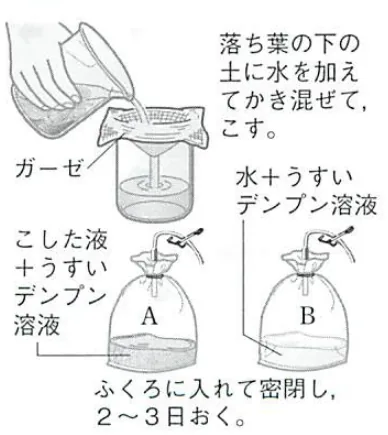 落ち葉の下の
土に水を加え
てかき混ぜて，
こす。
ガーゼ
水＋うすい
デンプン溶液
こした液
＋うすい
デンプン
溶液
A
B
ふくろに入れて密閉し，
２〜３日おく。